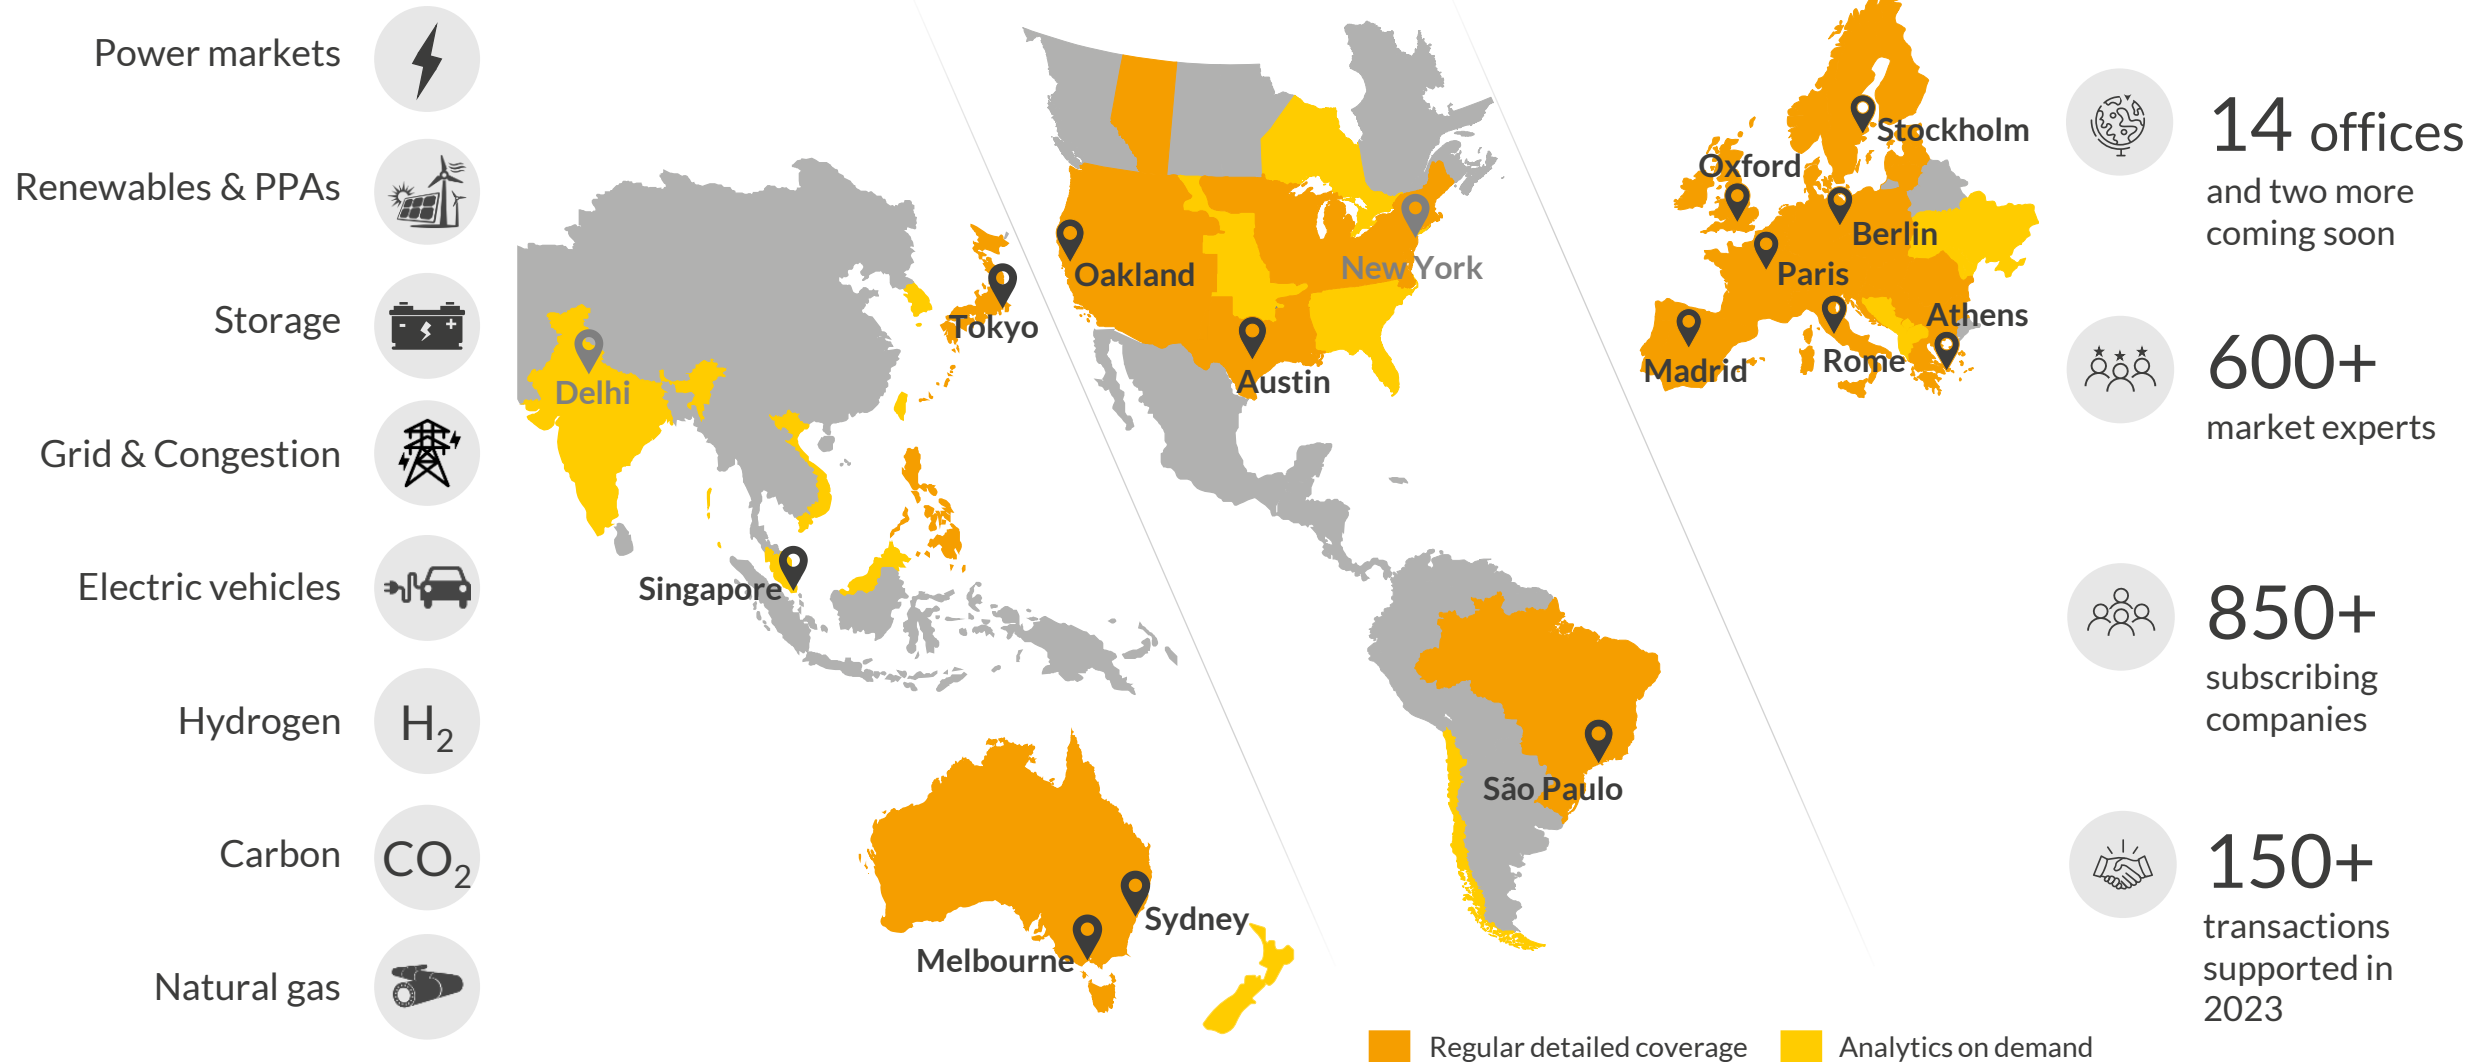 Power markets
Renewables & PPAs
Storage
Grid & Congestion
Electric vehicles
Hydrogen
H₂
Carbon
CO₂
Natural gas
Delhi
Tokyo
Singapore
Sydney
Melbourne
Oakland
New York
Austin
São Paulo
Stockholm
Oxford
Berlin
Paris
Athens
Madrid
Rome
14 offices
and two more
coming soon
600+
market experts
850+
subscribing
companies
150+
transactions
supported in
2023
Regular detailed coverage
Analytics on demand